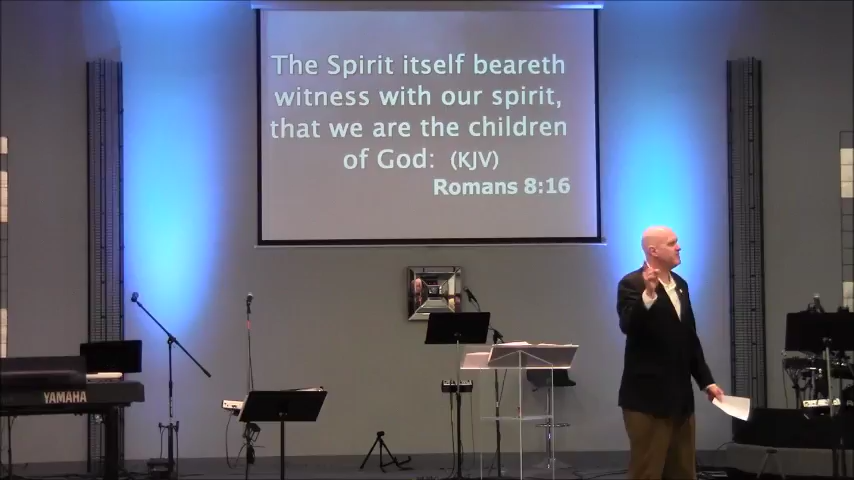 The Spirit itself beareth
witness with our spirit,
that we are the children
of God: (KJV)
Romans 8:16
YAMAHA